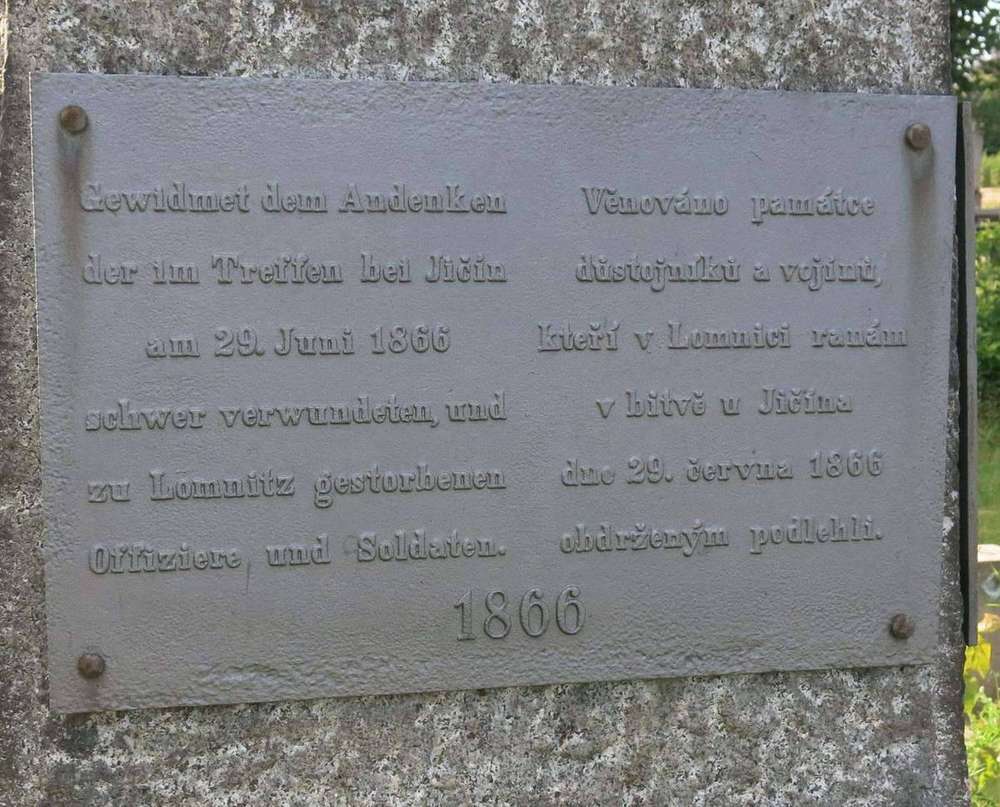 Gewidmet dem Andenken
der im Treffen bei Jičín
am 29. Juni 1866
schwer verwundeten, und
zu Lomnitz gestorbenen
Offiziere und Soldaten.
Věnováno památce
důstojníků a vojínů,
kteří v Lomnici ranám
v bitvě u Jičína
dne 29. června 1866
obdrženým podlehli.
1866